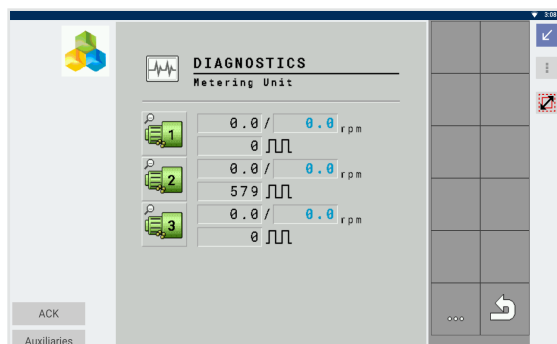 3:08
DIAGNOSTICS
Metering Unit
1
0.0/ 0.0 rpm
0
2
0.0/ 0.0 rpm
579
3
0.0/ 0.0 rpm
0
ACK
...
Auxiliaries